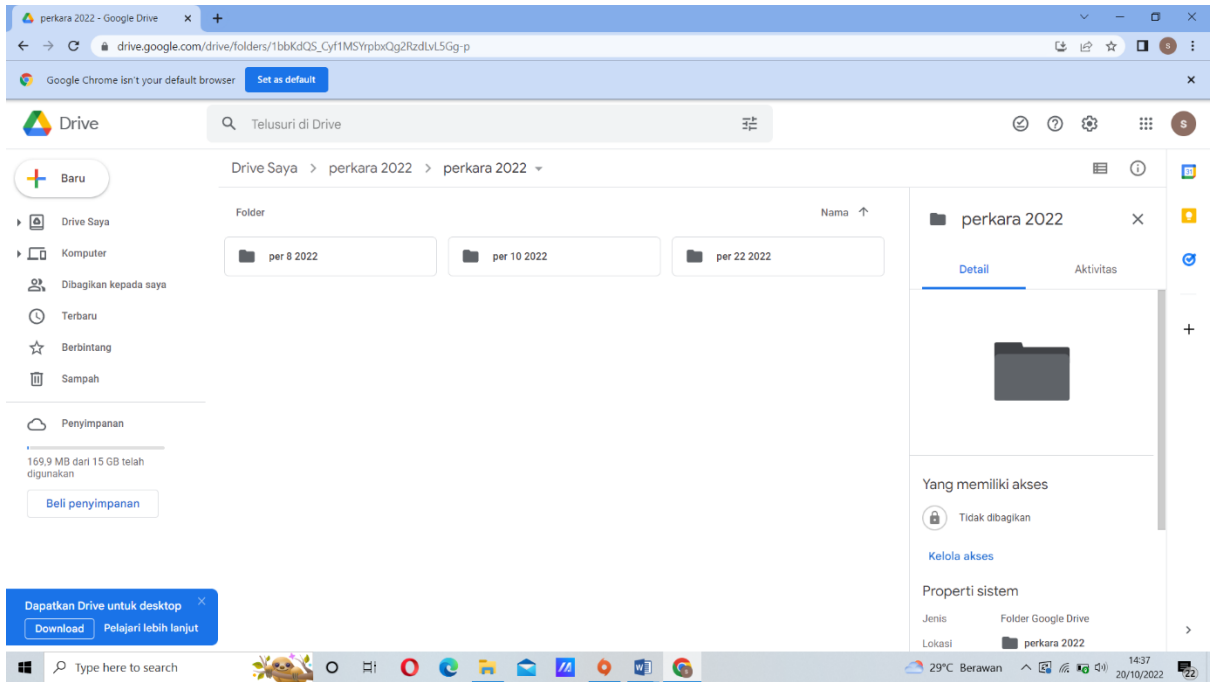 perkara 2022 - Google Drive
drive.google.com/drive/folders/1bbKdQS_Cyf1MSYrpbxQg2RzdLvL5Gg-p
S
Google Chrome isn't your default browser Set as default
Drive
Telusuri di Drive
S
Baru
Drive Saya > perkara 2022 > perkara 2022
31
Drive Saya
Komputer
Dibagikan kepada saya
Terbaru
Berbintang
Sampah
Penyimpanan
169,9 MB dari 15 GB telah
digunakan
Beli penyimpanan
Folder Nama
per 8 2022
per 10 2022
per 22 2022
perkara 2022
Detail Aktivitas
Yang memiliki akses
Tidak dibagikan
Kelola akses
Properti sistem
Jenis Folder Google Drive
Lokasi perkara 2022
Dapatkan Drive untuk desktop
Download Pelajari lebih lanjut
Type here to search
29°C Berawan
14:37
20/10/2022
22